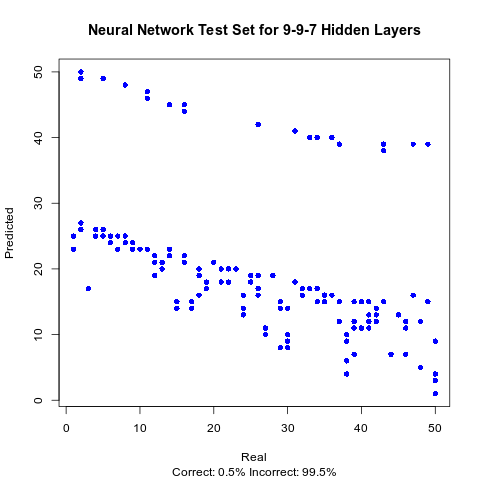 Neural Network Test Set for 9-9-7 Hidden Layers
50
40
30
20
10
0
Predicted
0 10 20 30 40 50
Real
Correct: 0.5% Incorrect: 99.5%